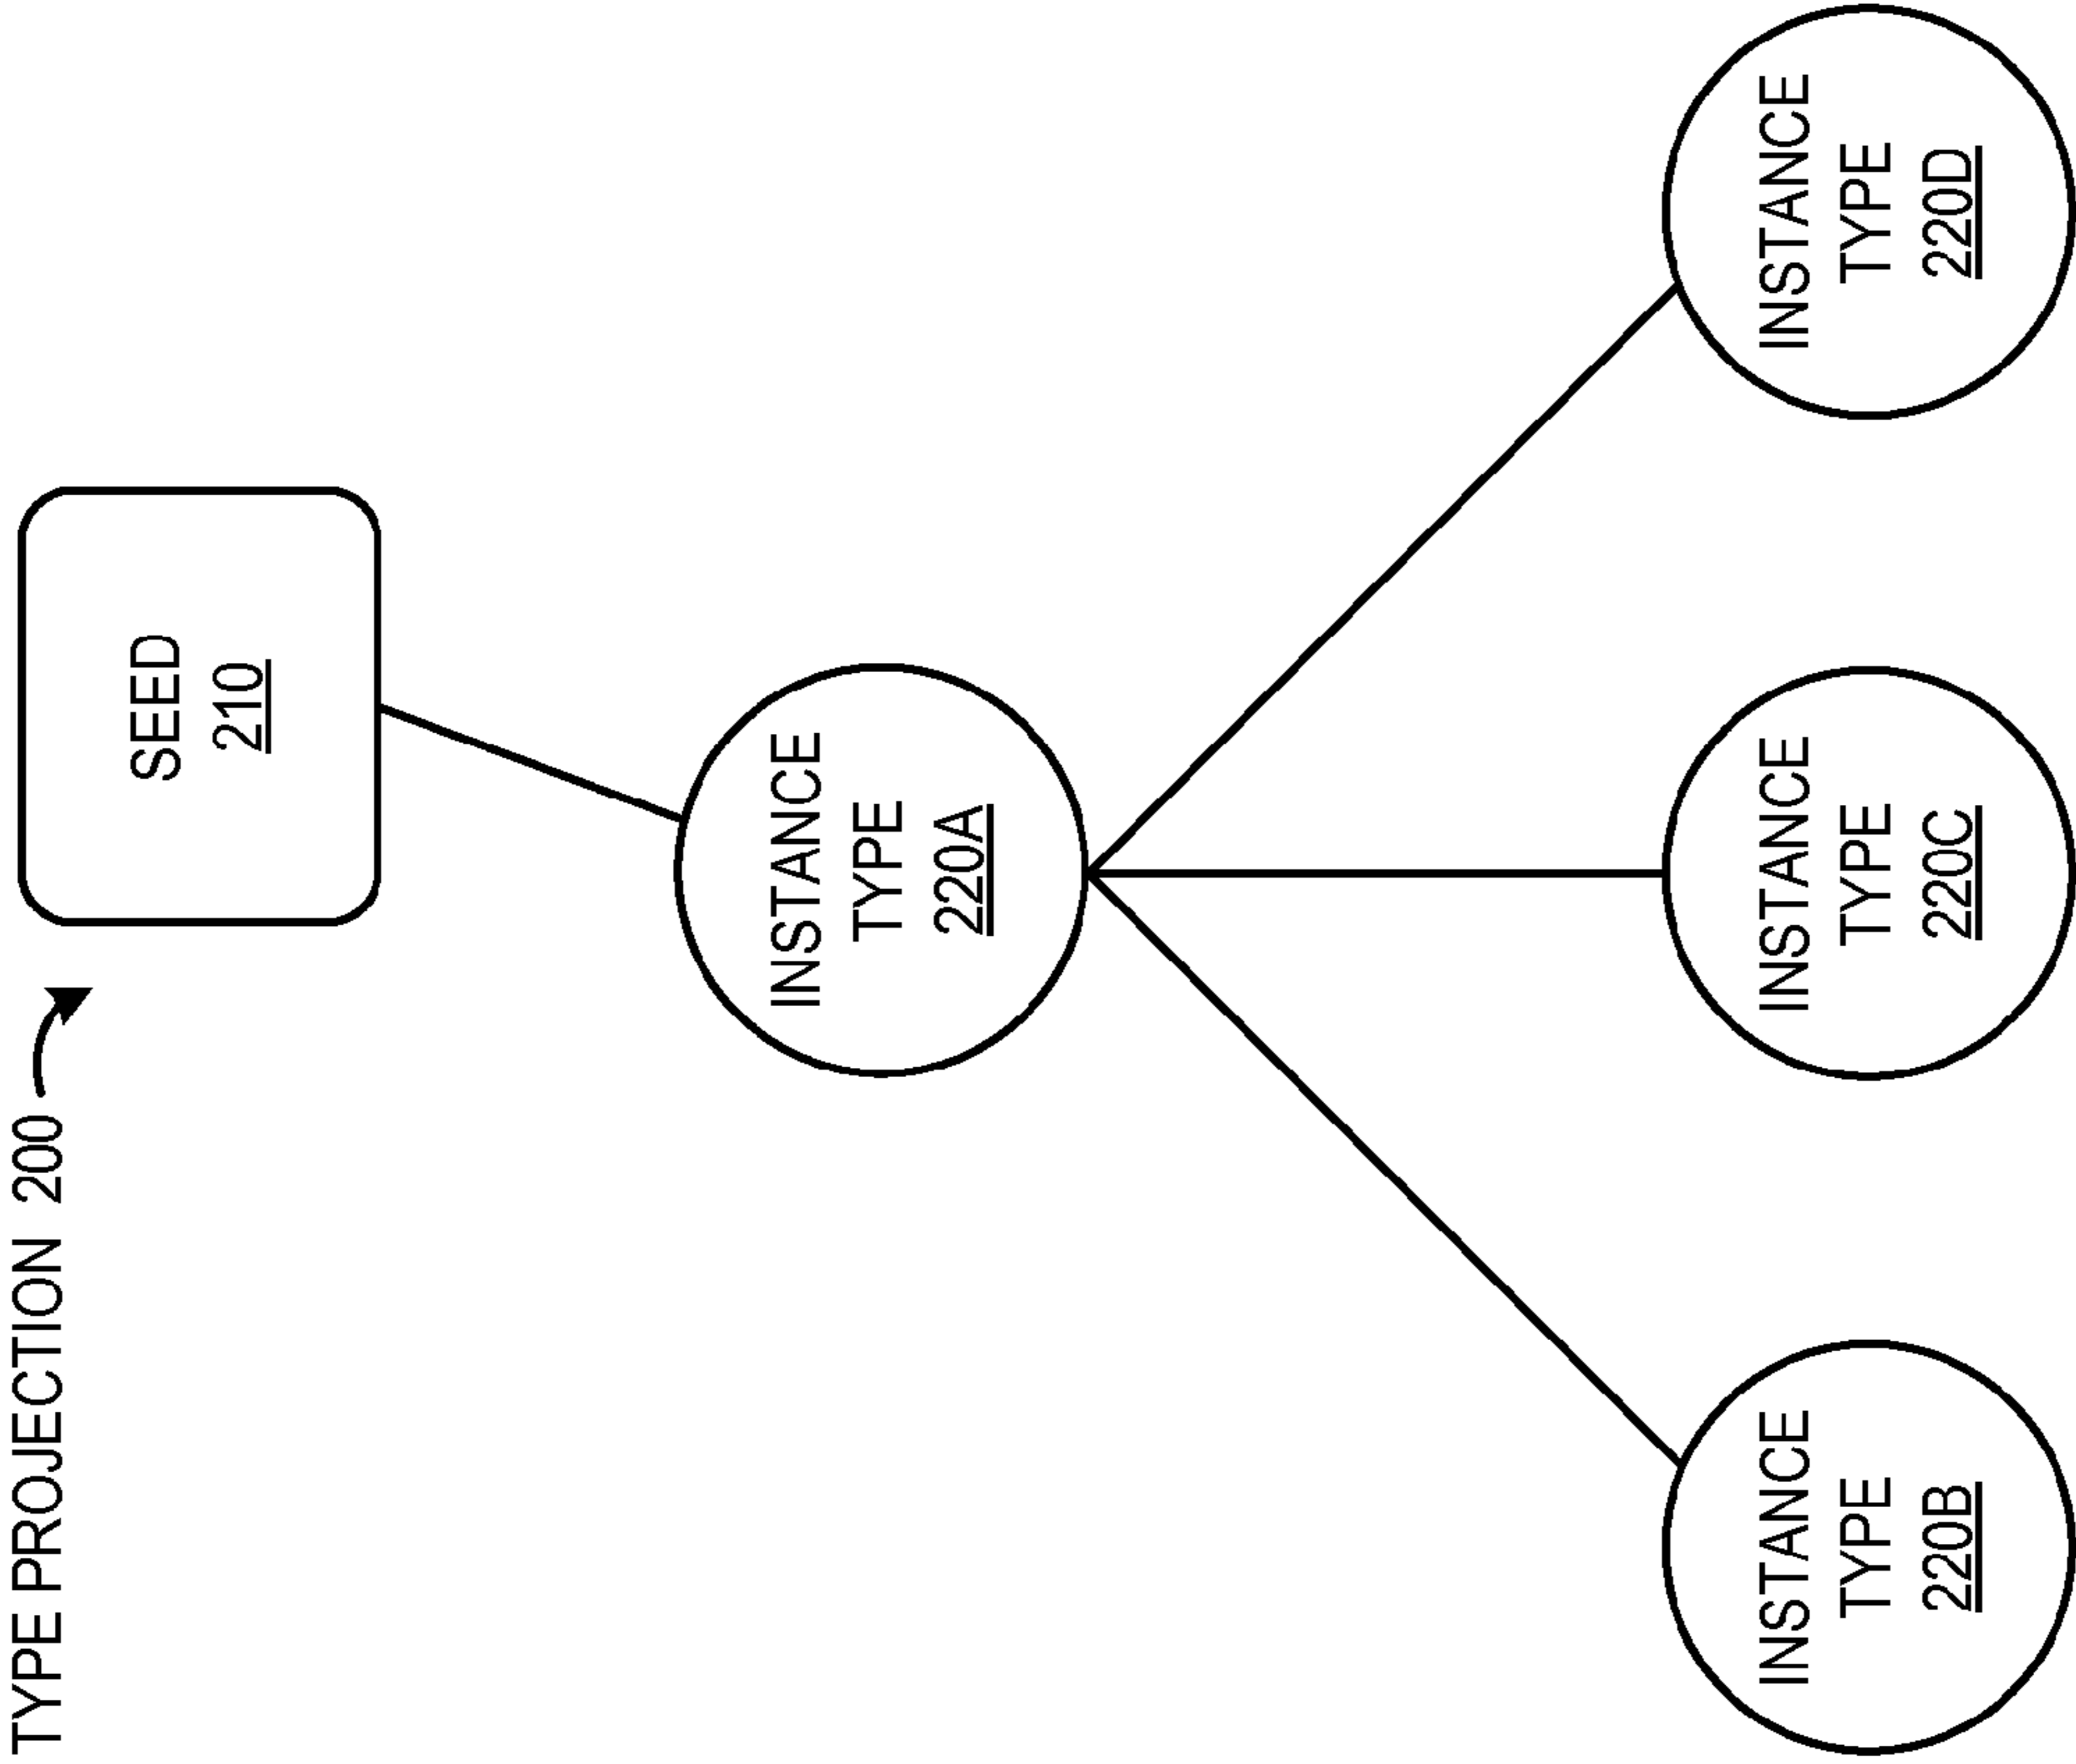 TYPE PROJECTION 200
SEED
210
INSTANCE
TYPE
220A
INSTANCE
TYPE
220B
INSTANCE
TYPE
220C
INSTANCE
TYPE
220D